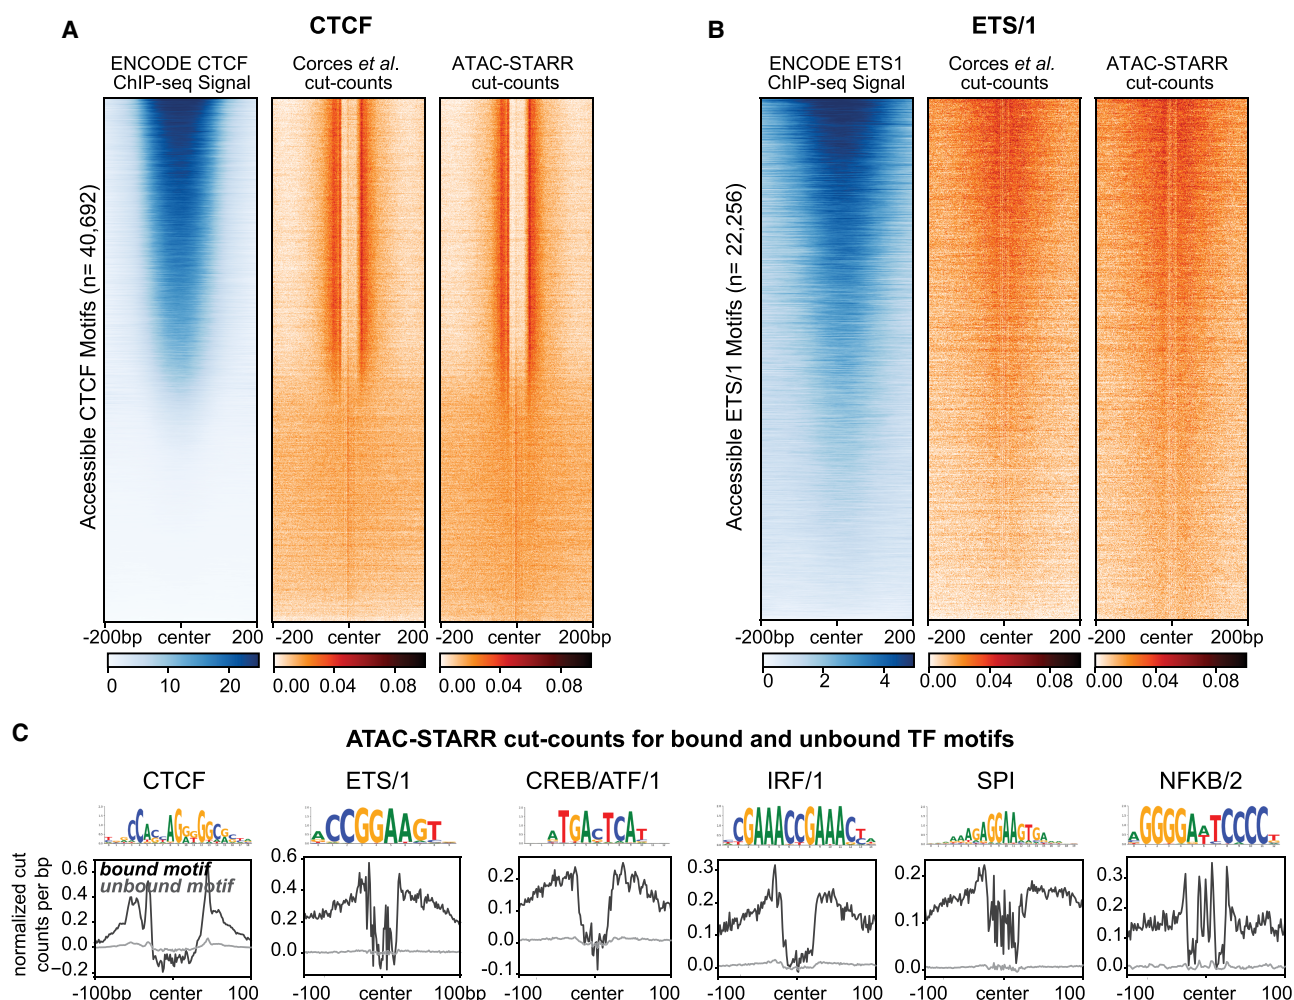 A
CTCF
B
ETS/1
ENCODE CTCF
ChIP-seq Signal
Corces et al.
cut-counts
ATAC-STARR
cut-counts
ENCODE ETS1
ChIP-seq Signal
Corces et al.
cut-counts
ATAC-STARR
cut-counts
Accessible CTCF Motifs (n= 40,692)
Accessible ETS/1 Motifs (n= 22,256)
-200bp center 200
-200 center 200
-200 center 200bp
-200bp center 200
-200 center 200
-200 center 200bp
0 10 20
0.00 0.04 0.08
0.00 0.04 0.08
0 2 4
0.00 0.04 0.08
0.00 0.04 0.08
C
ATAC-STARR cut-counts for bound and unbound TF motifs
CTCF
ETS/1
CREB/ATF/1
IRF/1
SPI
NFKB/2
CCACCAGGGGGCG
ACCGGAAGT
ATGACTCAT
CGAAACCGAAACT
AAAGAGGAAGTGA
AGGGGAATCCCCT
normalized cut
counts per bp
bound motif
unbound motif
0.6
0.4
0.2
0.0
−0.2
0.6
0.4
0.2
0.0
0.2
0.1
0.0
-0.1
0.3
0.2
0.1
0.0
0.2
0.1
0.0
0.3
0.2
0.1
0.0
-100bp center 100
-100 center 100bp
-100 center 100
-100 center 100
-100 center 100
-100 center 100